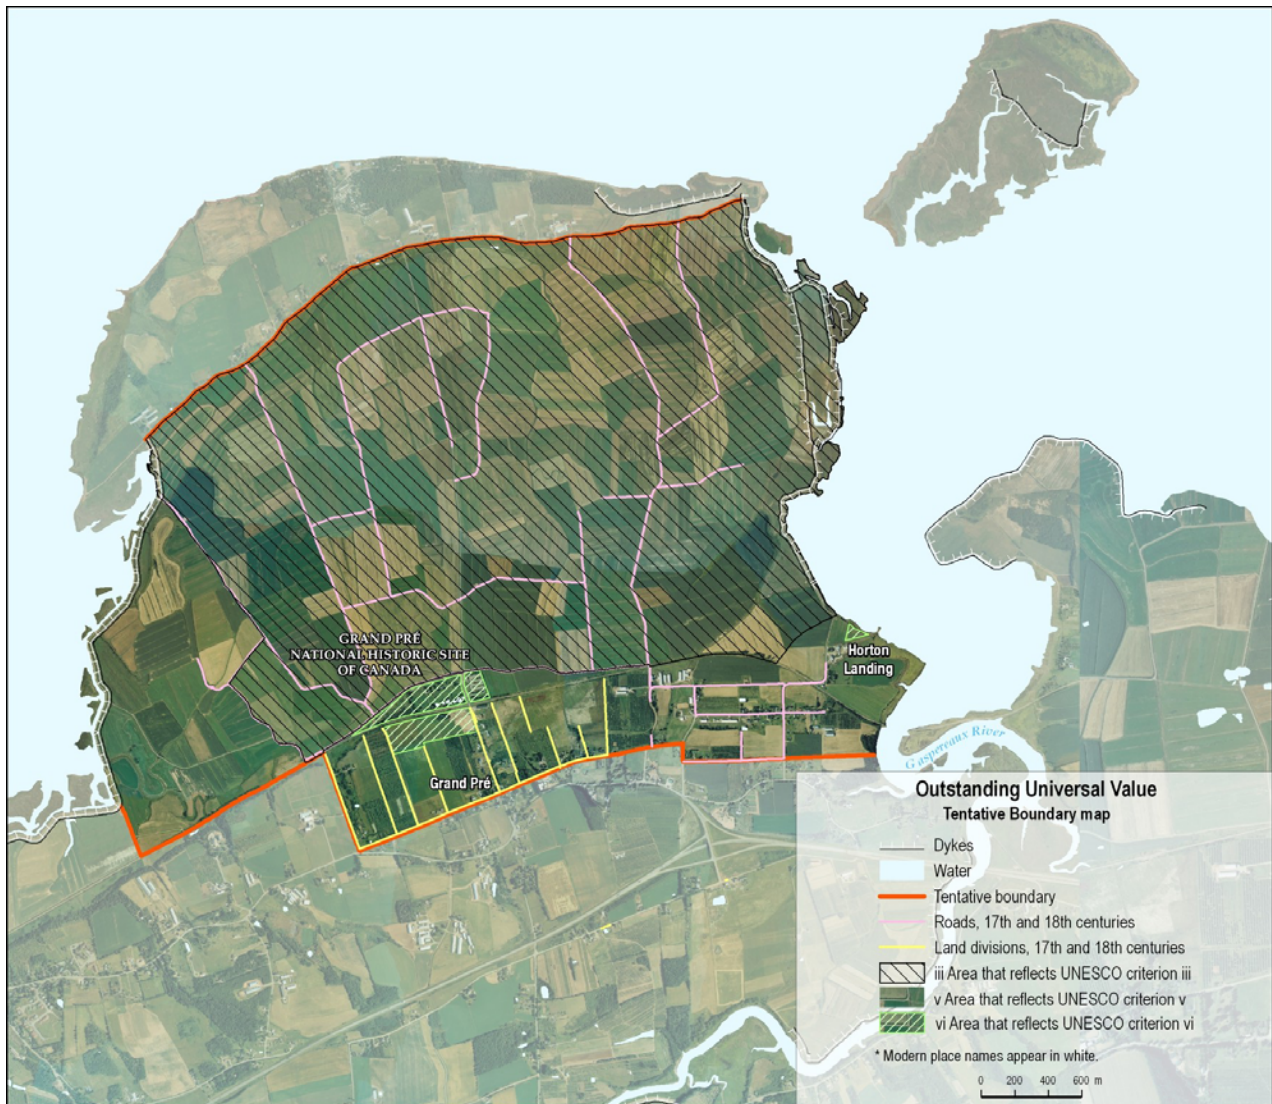 GRAND PRÉ
NATIONAL HISTORIC SITE
OF CANADA
Horton
Landing
Grand Pré
Gaspereaux River
Outstanding Universal Value
Tentative Boundary map
Dykes
Water
Tentative boundary
Roads, 17th and 18th centuries
Land divisions, 17th and 18th centuries
iii Area that reflects UNESCO criterion iii
v Area that reflects UNESCO criterion v
vi Area that reflects UNESCO criterion vi
* Modern place names appear in white.
0 200 400 600 m